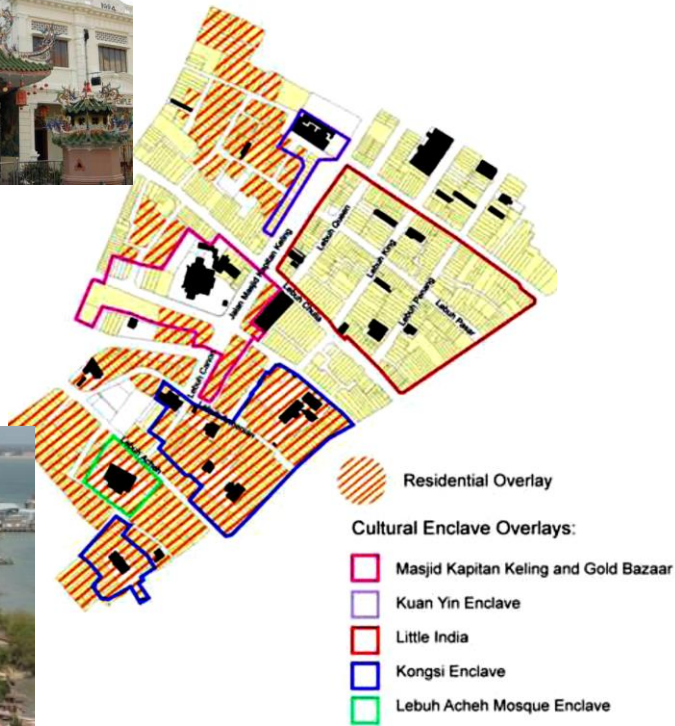 Jalan Masjid Kapitan Keling
Lebuh Queen
Lebuh King
Lebuh Penang
Lebuh Pasar
Lebuh Chulia
Lebuh Cannon
Lebuh Acheh
Residential Overlay
Cultural Enclave Overlays:
Masjid Kapitan Keling and Gold Bazaar
Kuan Yin Enclave
Little India
Kongsi Enclave
Lebuh Acheh Mosque Enclave